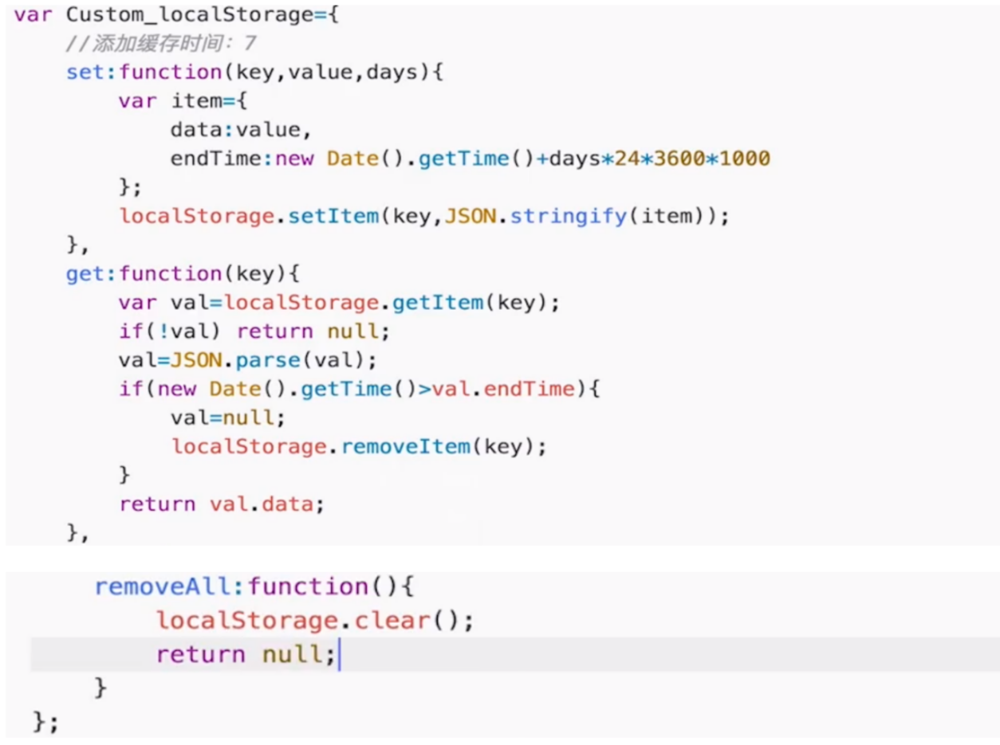 var Custom_localStorage={
//添加缓存时间：7
set:function(key,value,days){
var item={
data:value,
endTime:new Date().getTime()+days*24*3600*1000
};
localStorage.setItem(key,JSON.stringify(item));
},
get:function(key){
var val=localStorage.getItem(key);
if(!val) return null;
val=JSON.parse(val);
if(new Date().getTime()>val.endTime){
val=null;
localStorage.removeItem(key);
}
return val.data;
},
removeAll:function(){
localStorage.clear();
return null;
}
};